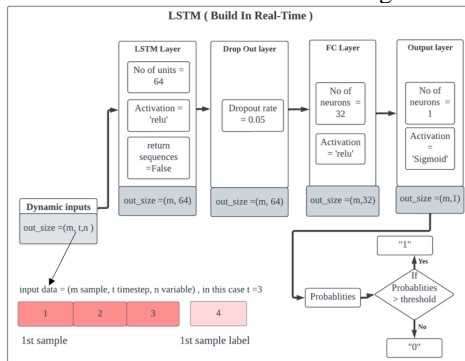 LSTM ( Build In Real-Time )
LSTM Layer
No of units =
64
Activation =
'relu'
return
sequences
=False
out_size =(m, 64)
Drop Out layer
Dropout rate
= 0.05
out_size =(m, 64)
FC Layer
No of
neurons =
32
Activation
= 'relu'
out_size =(m,32)
Output layer
No of
neurons =
1
Activation
=
'Sigmoid'
out_size =(m,1)
Dynamic inputs
out_size =(m, t,n )
input data = (m sample, t timestep, n variable) , in this case t =3
1
2
3
4
1st sample
1st sample label
Probablities
If
Probablities
> threshold
Yes
"1"
No
"0"